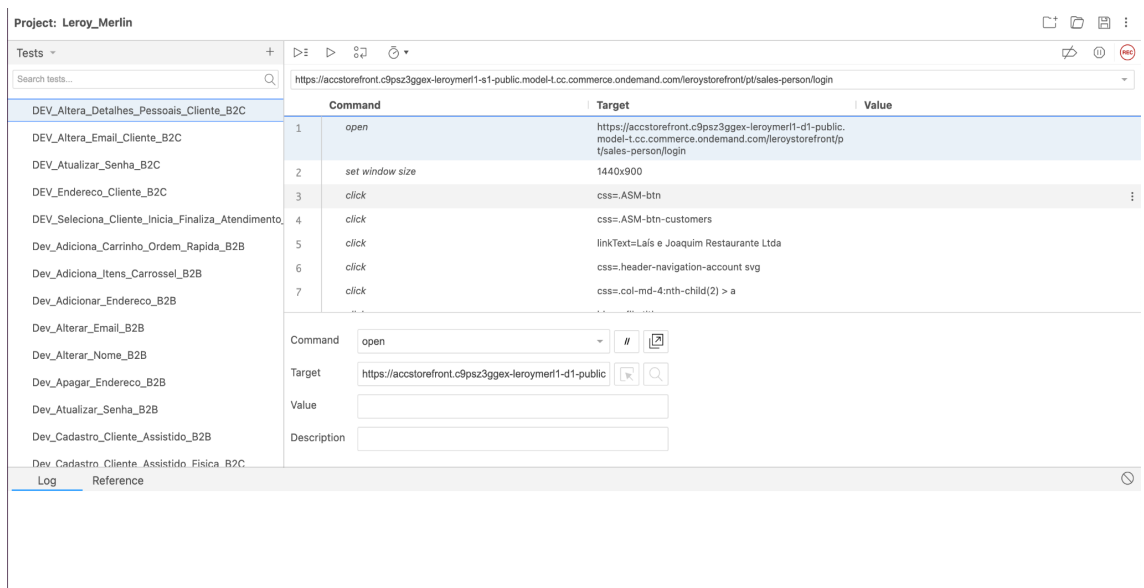 Project: Leroy_Merlin
Tests
Search tests...
DEV_Altera_Detalhes_Pessoais_Cliente_B2C
DEV_Altera_Email_Cliente_B2C
DEV_Atualizar_Senha_B2C
DEV_Endereco_Cliente_B2C
DEV_Seleciona_Cliente_Inicia_Finaliza_Atendimento_
Dev_Adiciona_Carrinho_Ordem_Rapida_B2B
Dev_Adiciona_Itens_Carrossel_B2B
Dev_Adicionar_Endereco_B2B
Dev_Alterar_Email_B2B
Dev_Alterar_Nome_B2B
Dev_Apagar_Endereco_B2B
Dev_Atualizar_Senha_B2B
Dev_Cadastro_Cliente_Assistido_B2B
Dev_Cadastro_Cliente_Assistido_Fisica_B2C
REC
https://accstorefront.c9psz3ggex-leroymerl1-s1-public.model-t.cc.commerce.ondemand.com/leroystorefront/pt/sales-person/login
Command Target Value
1 open https://accstorefront.c9psz3ggex-leroymerl1-d1-public.
model-t.cc.commerce.ondemand.com/leroystorefront/p
t/sales-person/login
2 set window size 1440x900
3 click css=.ASM-btn
4 click css=.ASM-btn-customers
5 click linkText=Laís e Joaquim Restaurante Ltda
6 click css=.header-navigation-account svg
7 click css=.col-md-4:nth-child(2) > a
Command open //
Target https://accstorefront.c9psz3ggex-leroymerl1-d1-public
Value
Description
Log Reference